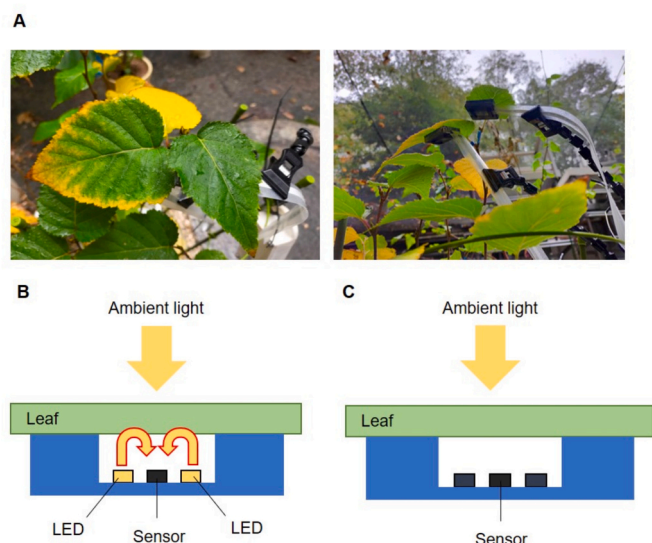 A
B
C
Ambient light
Ambient light
Leaf
Leaf
LED
Sensor
LED
Sensor